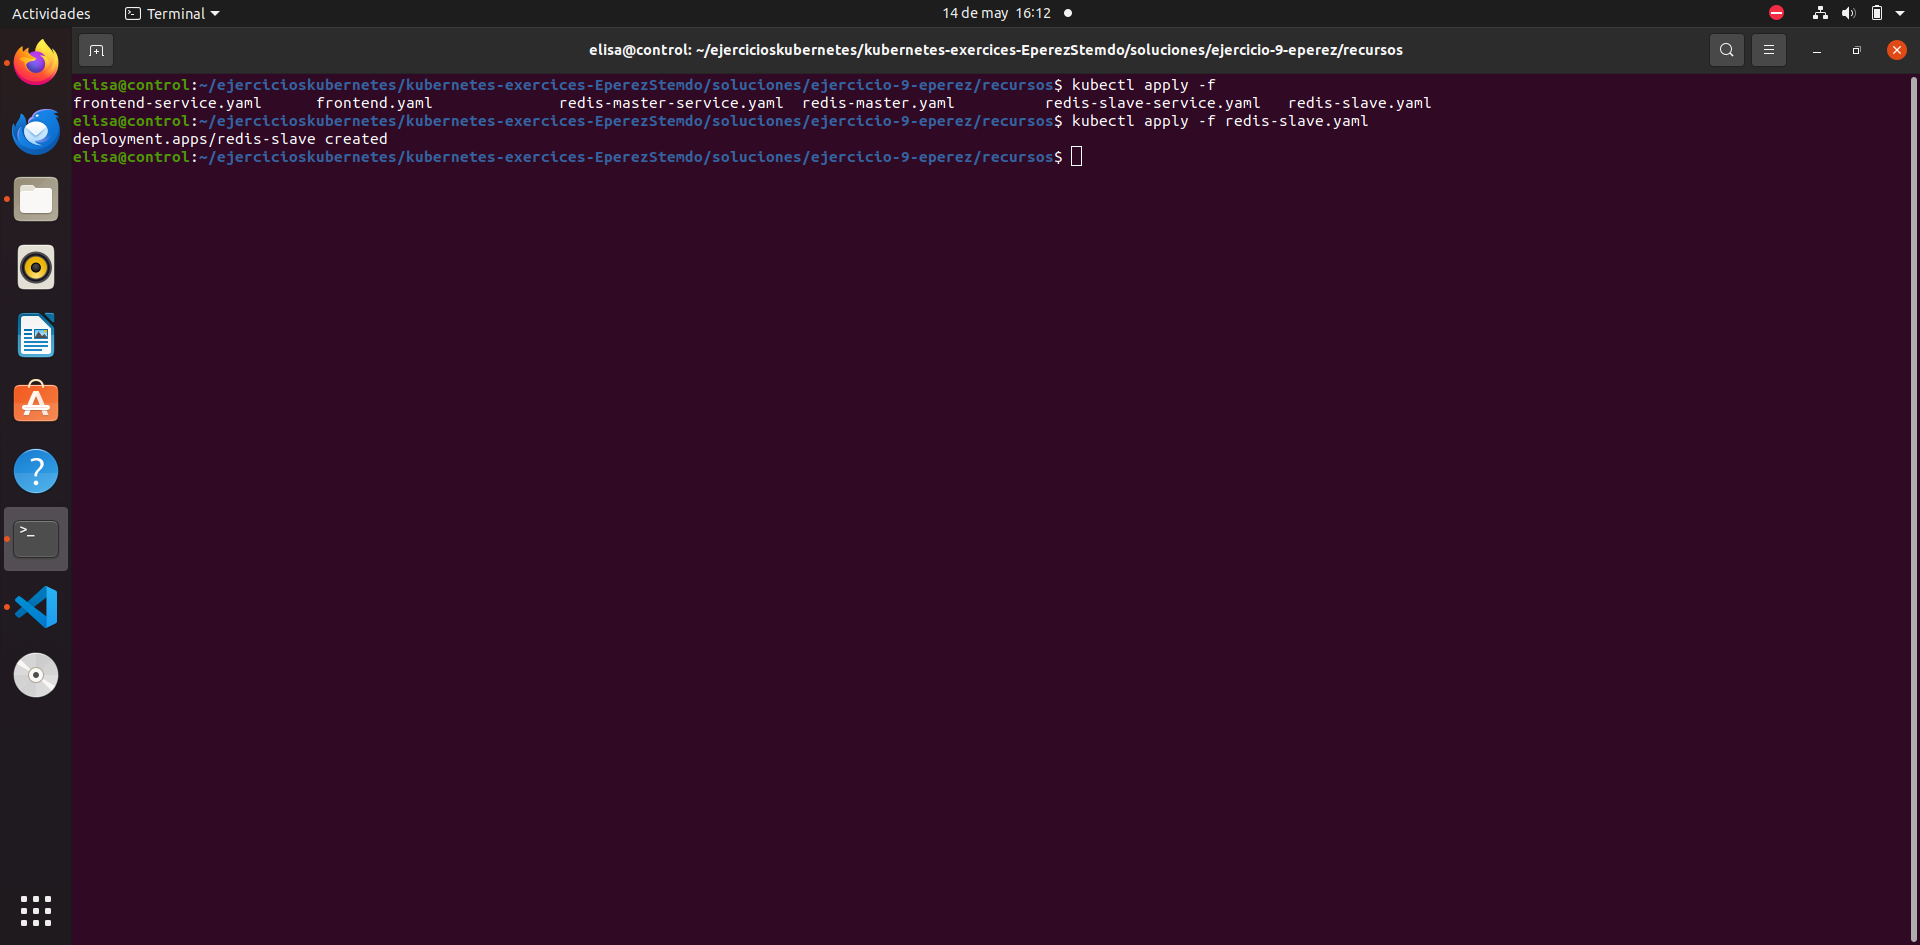 Actividades Terminal 14 de may 16:12
elisa@control: ~/ejercicioskubernetes/kubernetes-exercices-EperezStemdo/soluciones/ejercicio-9-eperez/recursos
elisa@control:~/ejercicioskubernetes/kubernetes-exercices-EperezStemdo/soluciones/ejercicio-9-eperez/recursos$ kubectl apply -f
frontend-service.yaml frontend.yaml redis-master-service.yaml redis-master.yaml redis-slave-service.yaml redis-slave.yaml
elisa@control:~/ejercicioskubernetes/kubernetes-exercices-EperezStemdo/soluciones/ejercicio-9-eperez/recursos$ kubectl apply -f redis-slave.yaml
deployment.apps/redis-slave created
elisa@control:~/ejercicioskubernetes/kubernetes-exercices-EperezStemdo/soluciones/ejercicio-9-eperez/recursos$